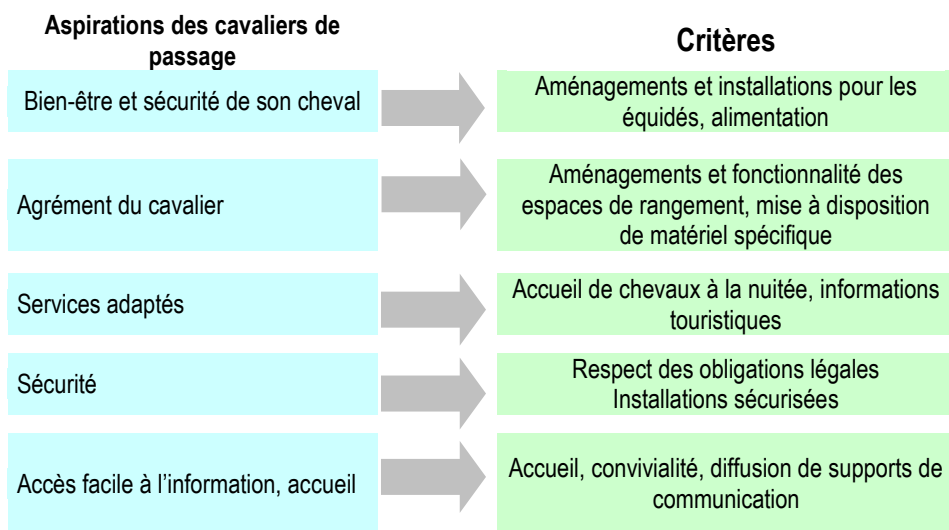 Aspirations des cavaliers de
passage
Critères
Bien-être et sécurité de son cheval
Aménagements et installations pour les
équidés, alimentation
Agrément du cavalier
Aménagements et fonctionnalité des
espaces de rangement, mise à disposition
de matériel spécifique
Services adaptés
Accueil de chevaux à la nuitée, informations
touristiques
Sécurité
Respect des obligations légales
Installations sécurisées
Accès facile à l’information, accueil
Accueil, convivialité, diffusion de supports de
communication